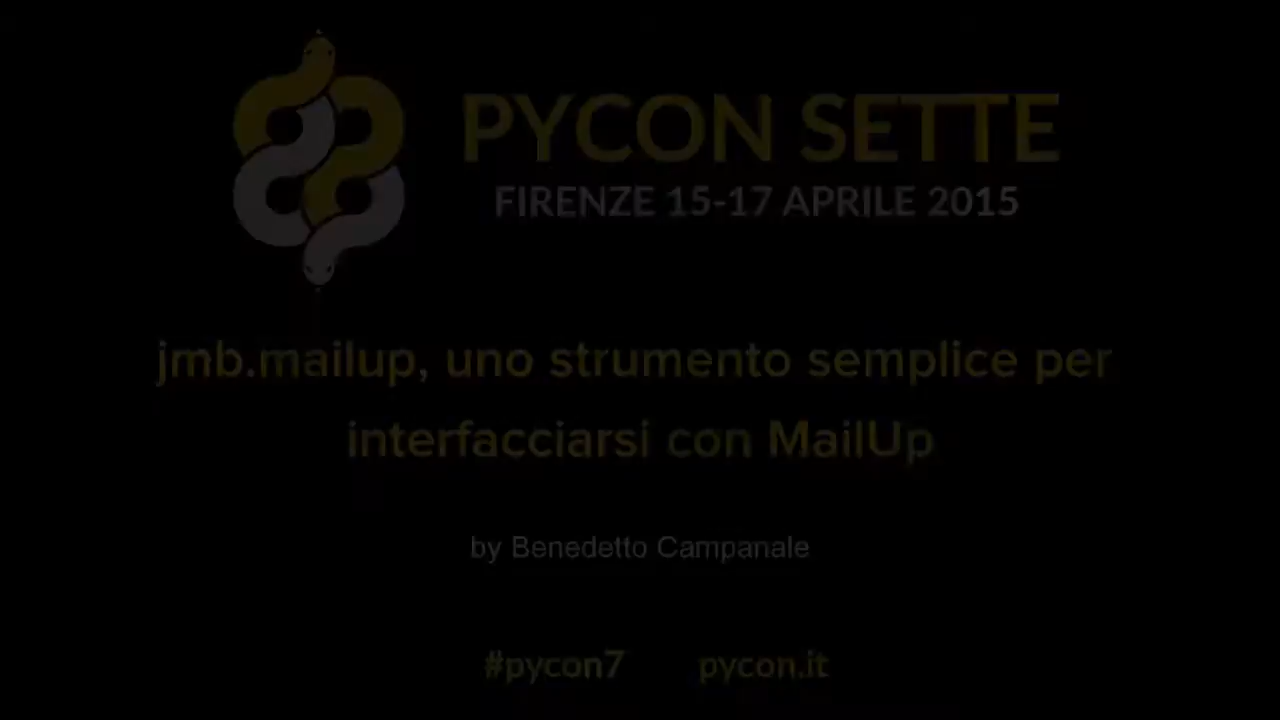 PYCON SETTE
FIRENZE 15-17 APRILE 2015
jmb.mailup, uno strumento semplice per
interfacciarsi con MailUp
by Benedetto Campanale
#pycon7 pycon.it